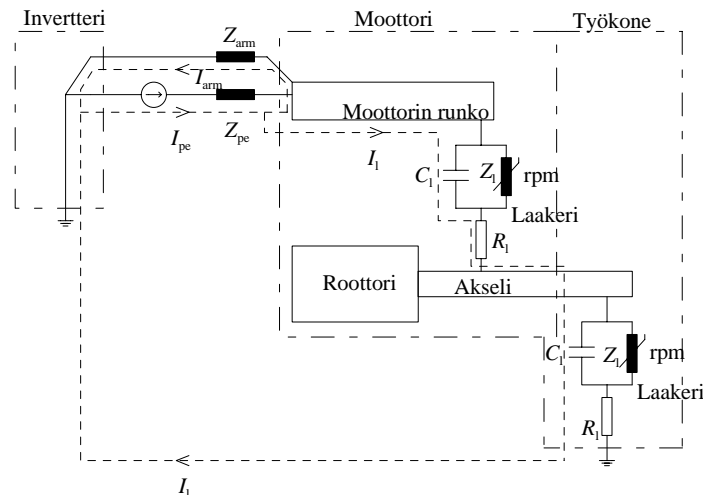 Invertteri
Moottori
Työkone
Z_arm
I_arm
Moottorin runko
I_pe
Z_pe
I_l
C_l
Z_l
rpm
Laakeri
R_l
Roottori
Akseli
C_l
Z_l
rpm
Laakeri
R_l
I_l